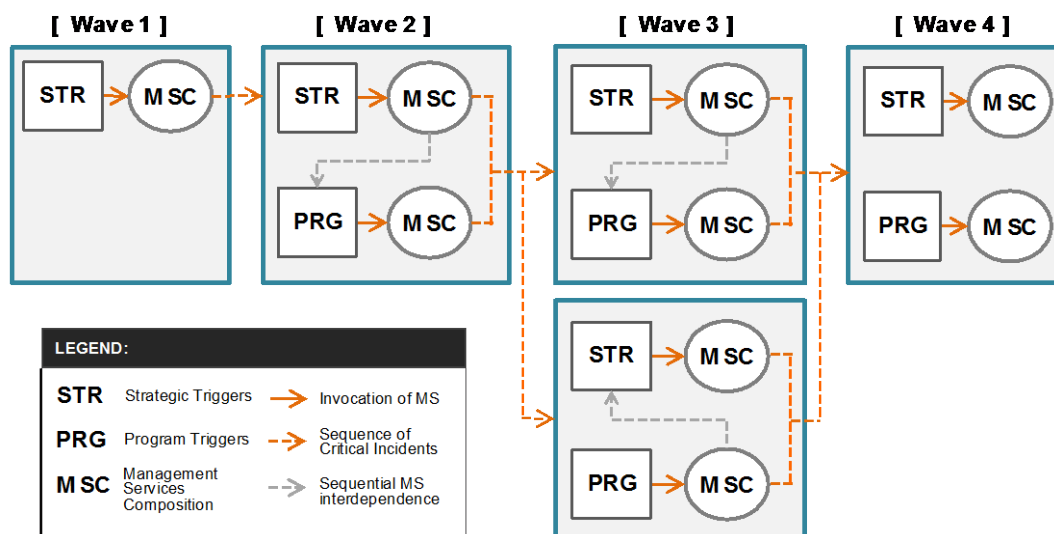 [ Wave 1 ]
[ Wave 2 ]
[ Wave 3 ]
[ Wave 4 ]
STR
MSC
STR
MSC
PRG
MSC
STR
MSC
PRG
MSC
STR
MSC
PRG
MSC
STR
MSC
PRG
MSC
LEGEND:
STR Strategic Triggers Invocation of MS
PRG Program Triggers Sequence of
Critical Incidents
MSC Management
Services
Composition
Sequential MS
interdependence